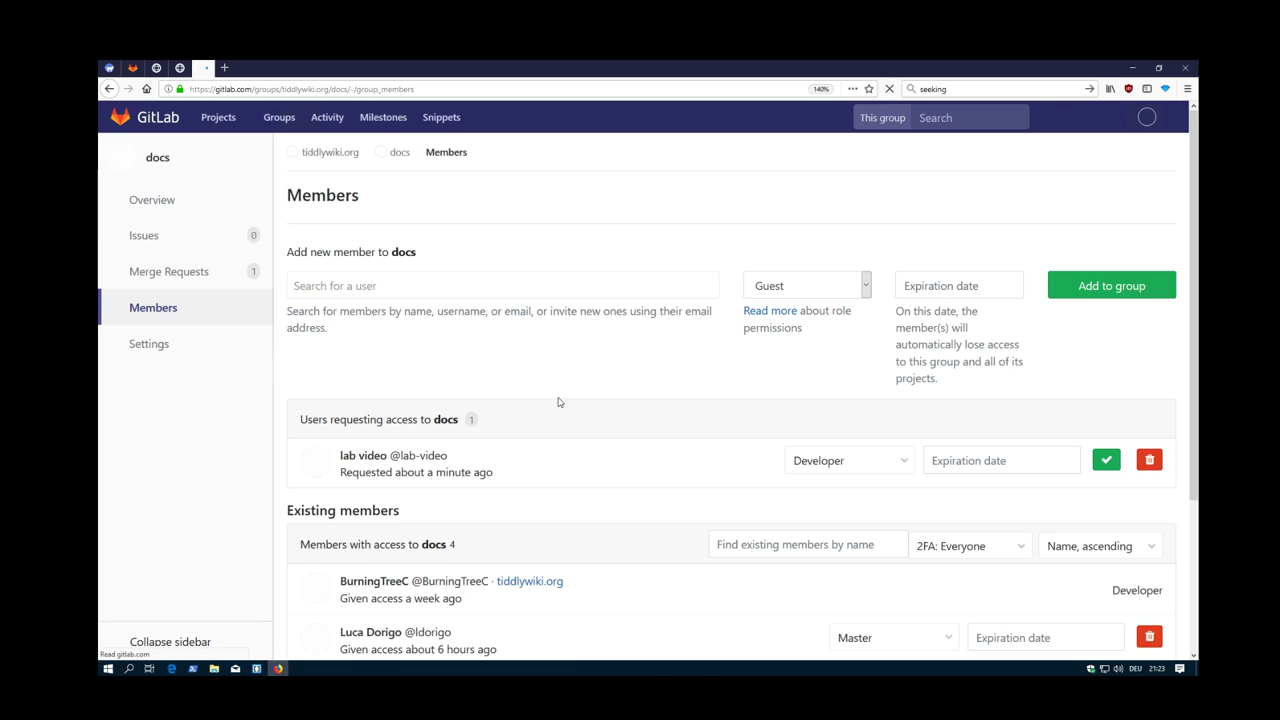 https://gitlab.com/groups/tiddlywiki.org/docs/-/group_members
140%
seeking
GitLab
Projects
Groups
Activity
Milestones
Snippets
This group
Search
docs
tiddlywiki.org
docs
Members
Overview
Issues
0
Merge Requests
1
Members
Settings
Collapse sidebar
Members
Add new member to docs
Search for a user
Guest
Expiration date
Add to group
Search for members by name, username, or email, or invite new ones using their email
address.
Read more about role
permissions
On this date, the
member(s) will
automatically lose access
to this group and all of its
projects.
Users requesting access to docs 1
lab video @lab-video
Requested about a minute ago
Developer
Expiration date
Existing members
Members with access to docs 4
Find existing members by name
2FA: Everyone
Name, ascending
BurningTreeC @BurningTreeC · tiddlywiki.org
Given access a week ago
Developer
Luca Dorigo @ldorigo
Given access about 6 hours ago
Master
Expiration date
Read gitlab.com
DEU
21:23